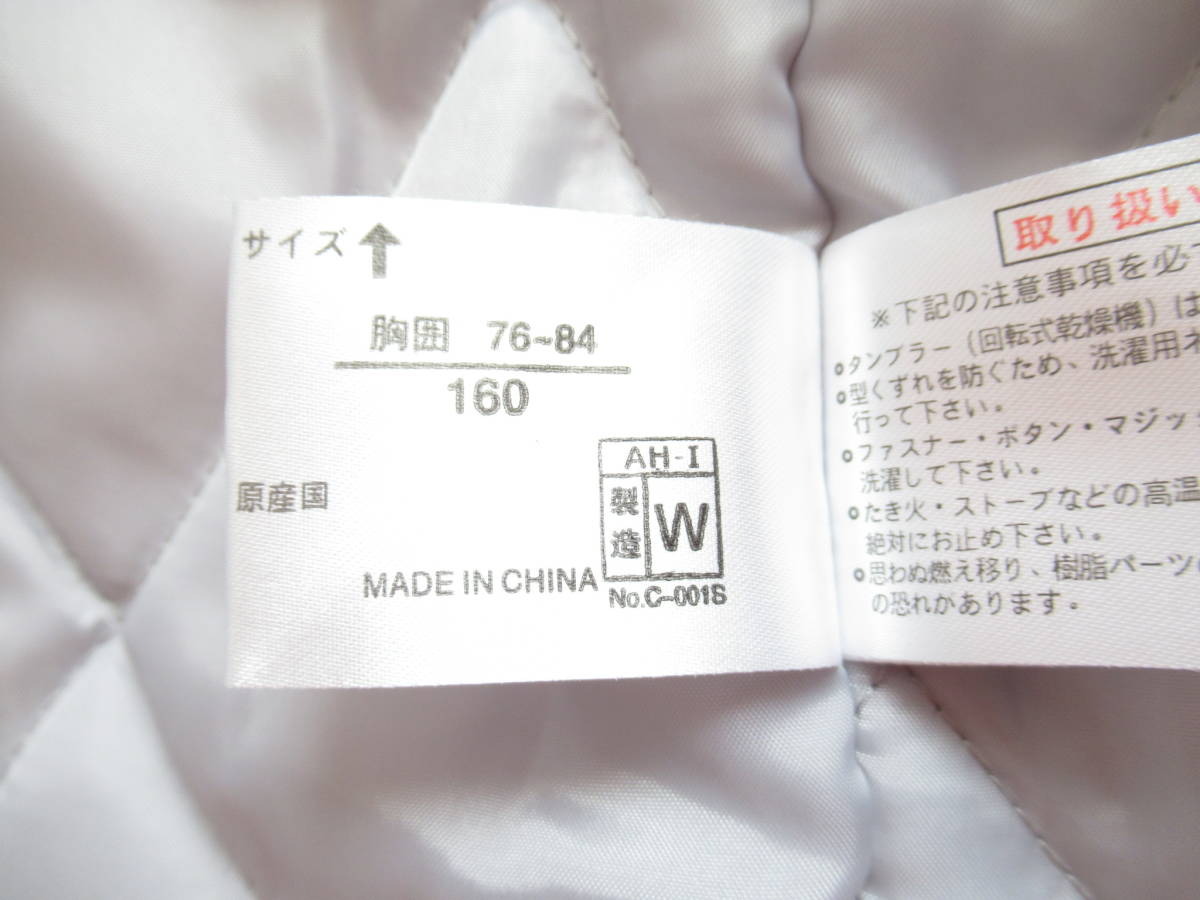 サイズ
胸囲 76~84
160
原産国
MADE IN CHINA
AH-I
製造 W
No.C-001S
取り扱い
※下記の注意事項を必
○タンブラー（回転式乾燥機）は
○型くずれを防ぐため、洗濯用ネ
行って下さい。
○ファスナー・ボタン・マジッ
洗濯して下さい。
○たき火・ストーブなどの高温
絶対にお止め下さい。
○思わぬ燃え移り、樹脂パーツ
の恐れがあります。